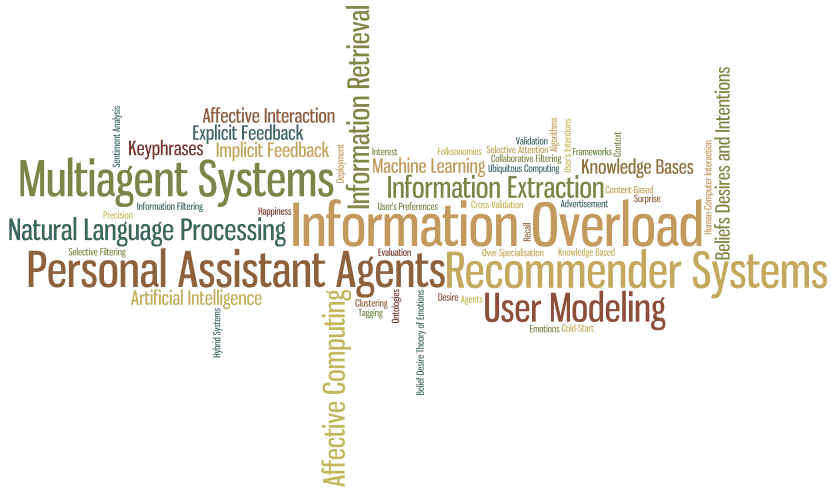 Information Retrieval
Beliefs Desires and Intentions
Sentiment Analysis
Affective Interaction
Explicit Feedback
Keyphrases
Implicit Feedback
Deployment
Interest
Folksonomies
Validation
Selective Attention
Algorithms
User's Intentions
Collaborative Filtering
Frameworks
Context
Machine Learning
Ubiquitous Computing
Knowledge Bases
Human-Computer Interaction
Multiagent Systems
Information Extraction
Content-Based
Surprise
Information Filtering
Precision
Happiness
User's Preferences
Cross-Validation
Advertisement
Natural Language Processing
Information Overload
Recall
Selective Filtering
Evaluation
Over-Specialisation
Knowledge Based
Personal Assistant Agents
Recommender Systems
Artificial Intelligence
Affective Computing
Clustering
Tagging
Ontologies
Belief-Desire Theory of Emotions
Desire
Agents
User Modeling
Hybrid Systems
Emotions
Cold-Start